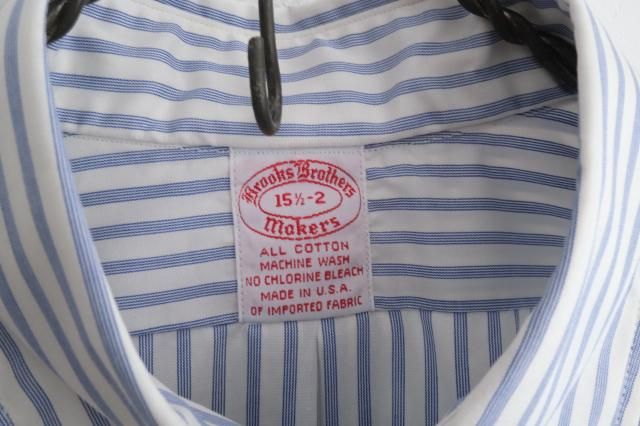 Brooks Brothers
15½-2
Makers
ALL COTTON
MACHINE WASH
NO CHLORINE BLEACH
MADE IN U.S.A.
OF IMPORTED FABRIC